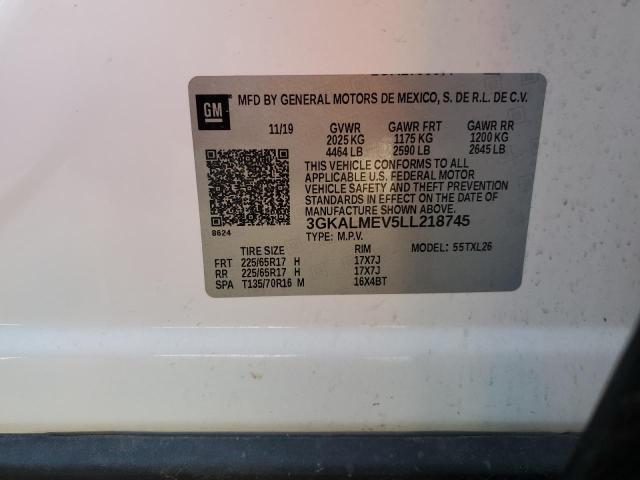 GM MFD BY GENERAL MOTORS DE MEXICO, S. DE R.L. DE C.V.
11/19 GVWR GAWR FRT GAWR RR
2025 KG 1175 KG 1200 KG
4464 LB 2590 LB 2645 LB
THIS VEHICLE CONFORMS TO ALL
APPLICABLE U.S. FEDERAL MOTOR
VEHICLE SAFETY AND THEFT PREVENTION
STANDARDS IN EFFECT ON THE DATE OF
MANUFACTURE SHOWN ABOVE.
3GKALMEV5LL218745
8624 TYPE: M.P.V. MODEL: 55TXL26
TIRE SIZE RIM
FRT 225/65R17 H 17X7J
RR 225/65R17 H 17X7J
SPA T135/70R16 M 16X4BT